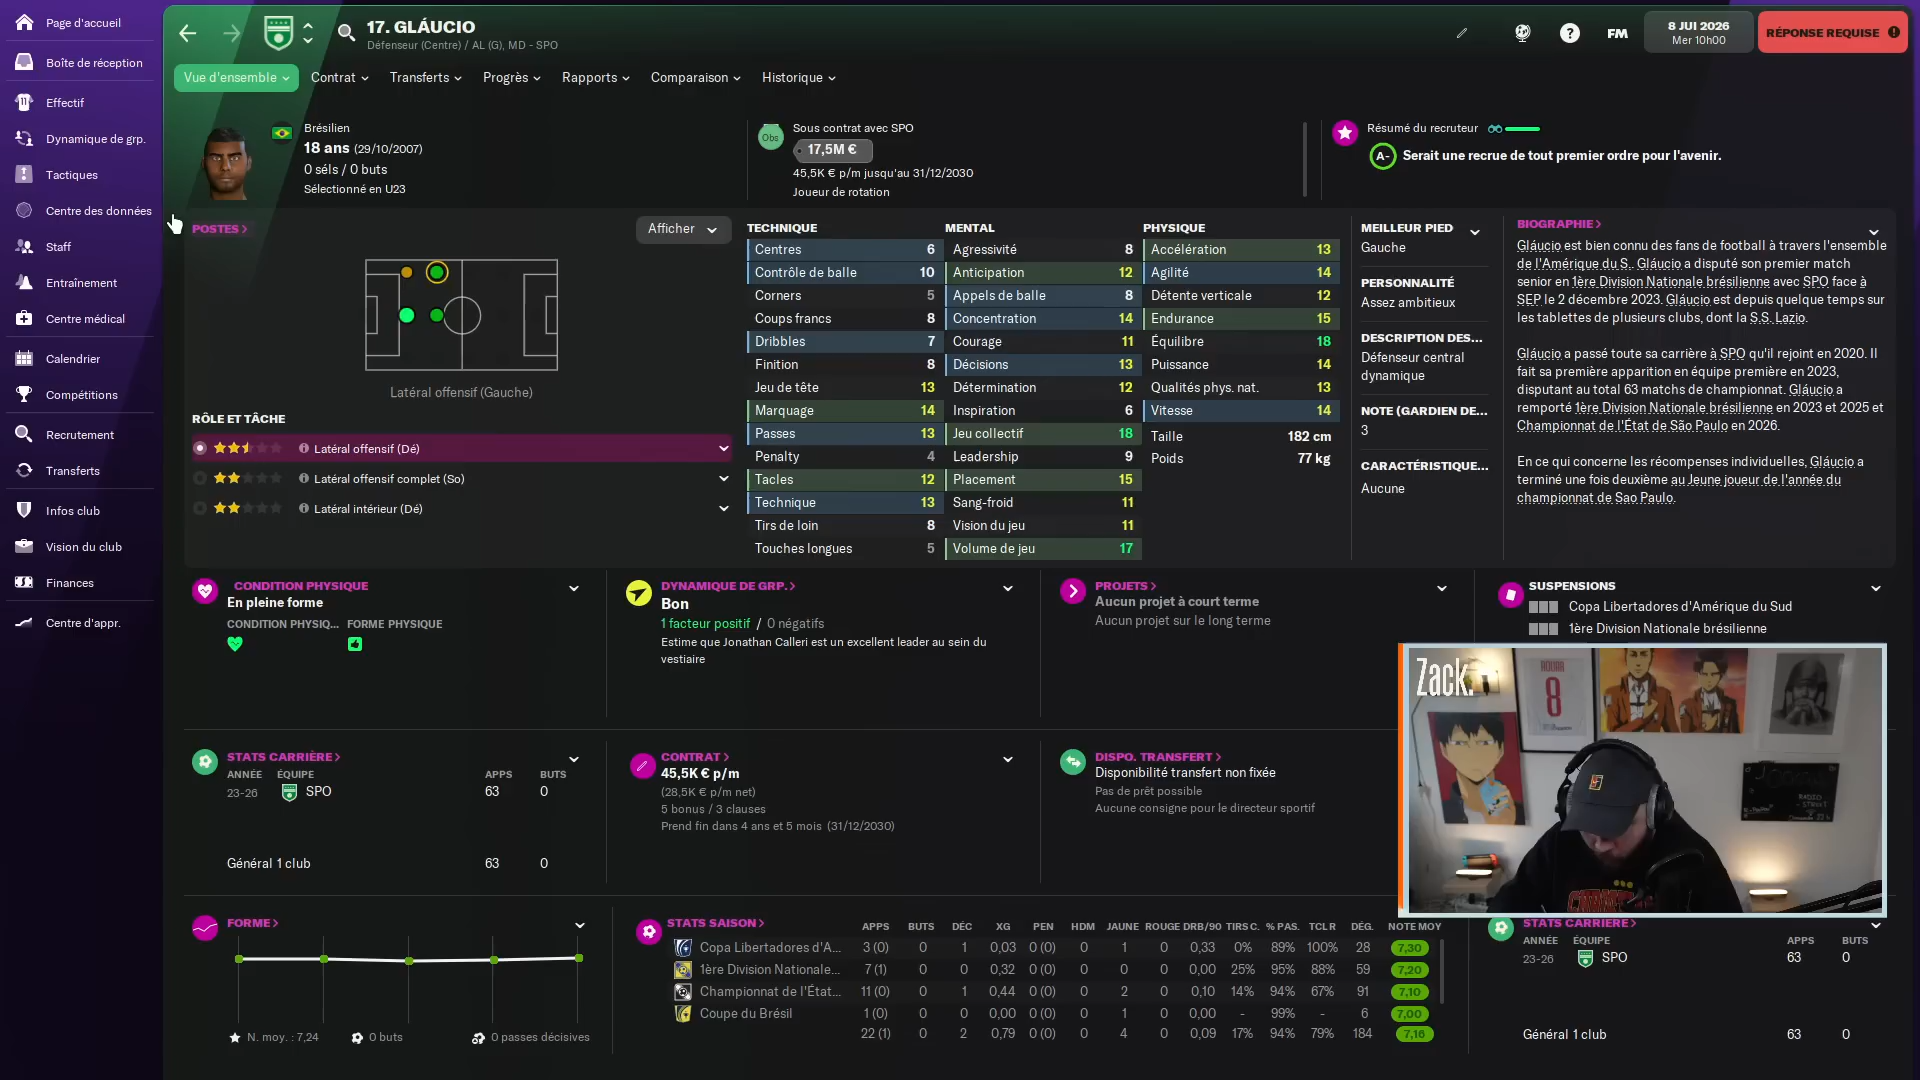 Page d'accueil
Boîte de réception
Effectif
Dynamique de grp.
Tactiques
Centre des données
Staff
Entraînement
Centre médical
Calendrier
Compétitions
Recrutement
Transferts
Infos club
Vision du club
Finances
Centre d'appr.
17. GLÁUCIO
Défenseur (Centre) / AL (G), MD - SPO
FM
8 JUI 2026
Mer 10h00
RÉPONSE REQUISE
Vue d'ensemble
Contrat
Transferts
Progrès
Rapports
Comparaison
Historique
Brésilien
18 ans (29/10/2007)
0 séls / 0 buts
Sélectionné en U23
Obs
Sous contrat avec SPO
17,5M €
45,5K € p/m jusqu'au 31/12/2030
Joueur de rotation
Résumé du recruteur
A- Serait une recrue de tout premier ordre pour l'avenir.
POSTES >
Afficher
Latéral offensif (Gauche)
RÔLE ET TÂCHE
Latéral offensif (Dé)
Latéral offensif complet (So)
Latéral intérieur (Dé)
TECHNIQUE
Centres 6
Contrôle de balle 10
Corners 5
Coups francs 8
Dribbles 7
Finition 8
Jeu de tête 13
Marquage 14
Passes 13
Penalty 4
Tacles 12
Technique 13
Tirs de loin 8
Touches longues 5
MENTAL
Agressivité 8
Anticipation 12
Appels de balle 8
Concentration 14
Courage 11
Décisions 13
Détermination 12
Inspiration 6
Jeu collectif 18
Leadership 9
Placement 15
Sang-froid 11
Vision du jeu 11
Volume de jeu 17
PHYSIQUE
Accélération 13
Agilité 14
Détente verticale 12
Endurance 15
Équilibre 18
Puissance 14
Qualités phys. nat. 13
Vitesse 14
Taille 182 cm
Poids 77 kg
MEILLEUR PIED
Gauche
PERSONNALITÉ
Assez ambitieux
DESCRIPTION DES...
Défenseur central
dynamique
NOTE (GARDIEN DE...
3
CARACTÉRISTIQUE...
Aucune
BIOGRAPHIE >
Gláucio est bien connu des fans de football à travers l'ensemble
de l'Amérique du S.. Gláucio a disputé son premier match
senior en 1ère Division Nationale brésilienne avec SPO face à
SEP le 2 décembre 2023. Gláucio est depuis quelque temps sur
les tablettes de plusieurs clubs, dont la S.S. Lazio.
Gláucio a passé toute sa carrière à SPO qu'il rejoint en 2020. Il
fait sa première apparition en équipe première en 2023,
disputant au total 63 matchs de championnat. Gláucio a
remporté 1ère Division Nationale brésilienne en 2023 et 2025 et
Championnat de l'État de São Paulo en 2026.
En ce qui concerne les récompenses individuelles, Gláucio a
terminé une fois deuxième au Jeune joueur de l'année du
championnat de Sao Paulo.
CONDITION PHYSIQUE
En pleine forme
CONDITION PHYSIQ... FORME PHYSIQUE
DYNAMIQUE DE GRP. >
Bon
1 facteur positif / 0 négatifs
Estime que Jonathan Calleri est un excellent leader au sein du
vestiaire
PROJETS >
Aucun projet à court terme
Aucun projet sur le long terme
SUSPENSIONS
Copa Libertadores d'Amérique du Sud
1ère Division Nationale brésilienne
Zack.
8
STATS CARRIÈRE >
ANNÉE ÉQUIPE APPS BUTS
23-26 SPO 63 0
Général 1 club 63 0
CONTRAT >
45,5K € p/m
(28,5K € p/m net)
5 bonus / 3 clauses
Prend fin dans 4 ans et 5 mois (31/12/2030)
DISPO. TRANSFERT >
Disponibilité transfert non fixée
Pas de prêt possible
Aucune consigne pour le directeur sportif
FORME >
N. moy. : 7,24
0 buts
0 passes décisives
STATS SAISON >
APPS BUTS DÉC XG PEN HDM JAUNE ROUGE DRB/90 TIRS C. % PAS. TCL R DÉG. NOTE MOY
Copa Libertadores d'A... 3 (0) 0 1 0,03 0 (0) 0 1 0 0,33 0% 89% 100% 28 7,30
1ère Division Nationale... 7 (1) 0 0 0,32 0 (0) 0 0 0 0,00 25% 95% 88% 59 7,20
Championnat de l'État... 11 (0) 0 1 0,44 0 (0) 0 2 0 0,10 14% 94% 67% 91 7,10
Coupe du Brésil 1 (0) 0 0 0,00 0 (0) 0 1 0 0,00 - 99% - 6 7,00
22 (1) 0 2 0,79 0 (0) 0 4 0 0,09 17% 94% 79% 184 7,16
STATS CARRIÈRE >
ANNÉE ÉQUIPE APPS BUTS
23-26 SPO 63 0
Général 1 club 63 0